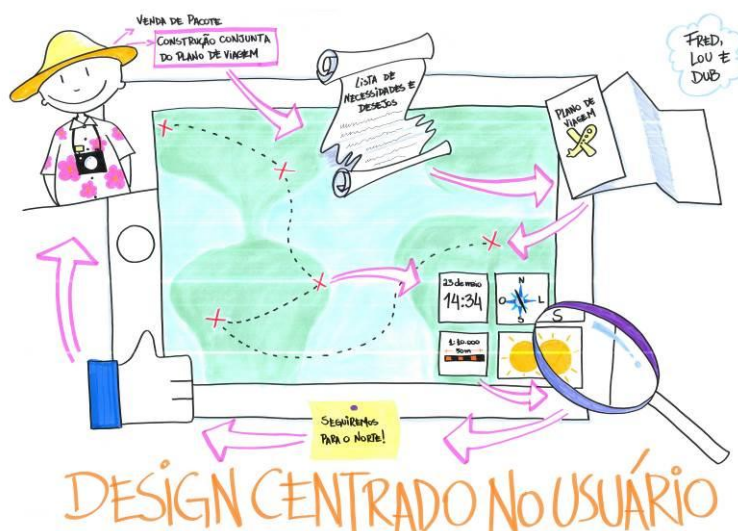 VENDA DE PACOTE
CONSTRUÇÃO CONJUNTA
DO PLANO DE VIAGEM
FRED,
LOU E
DUB
LISTA DE
NECESSIDADES E
DESEJOS
PLANO DE
VIAGEM
23 de maio
14:34
N
O L
S
S
1:10.000
50cm
SEGUIREMOS
PARA O NORTE!
DESIGN CENTRADO NO USUÁRIO